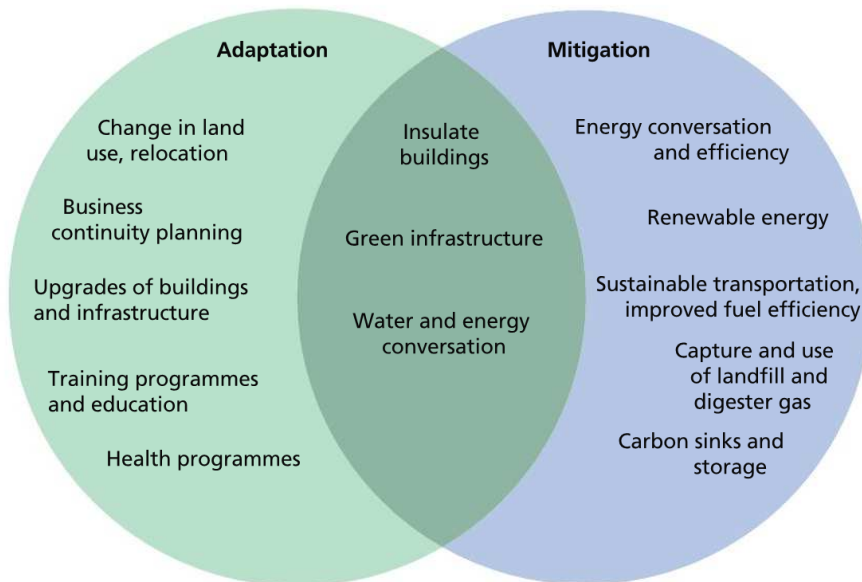 Adaptation
Change in land
use, relocation
Business
continuity planning
Upgrades of buildings
and infrastructure
Training programmes
and education
Health programmes
Insulate
buildings
Green infrastructure
Water and energy
conversation
Mitigation
Energy conversation
and efficiency
Renewable energy
Sustainable transportation,
improved fuel efficiency
Capture and use
of landfill and
digester gas
Carbon sinks and
storage